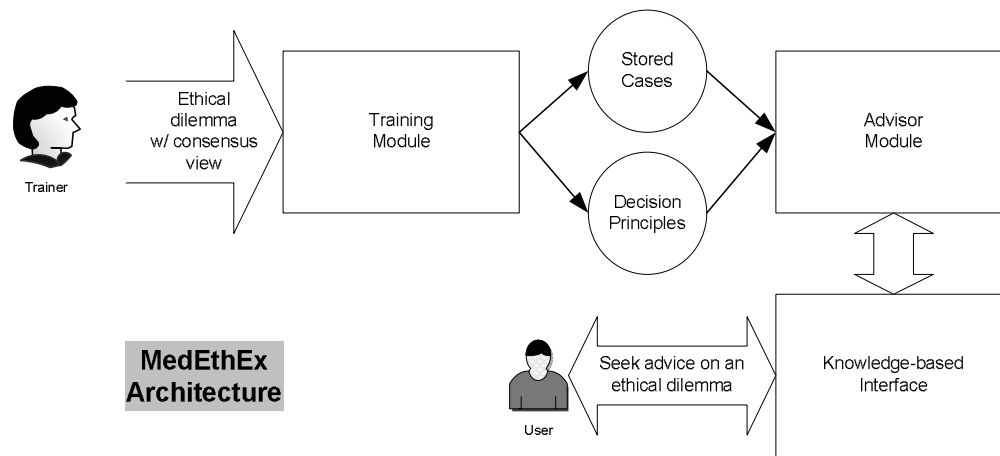 Ethical
dilemma
w/ consensus
view
Trainer
Training
Module
Stored
Cases
Decision
Principles
Advisor
Module
MedEthEx
Architecture
User
Seek advice on an
ethical dilemma
Knowledge-based
Interface